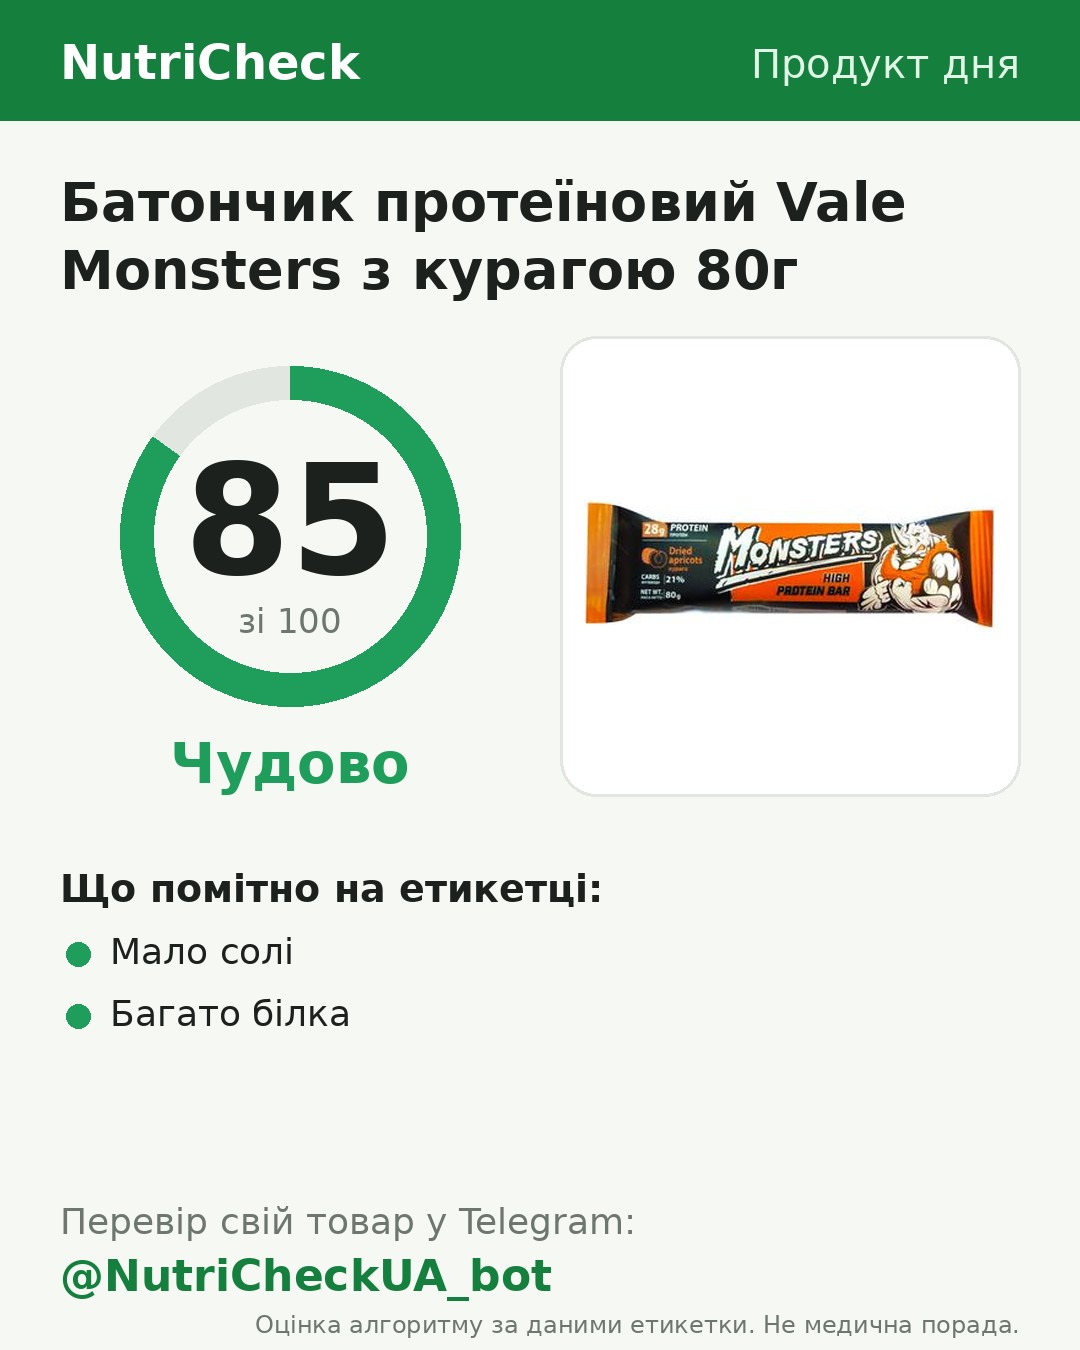 NutriCheck
Продукт дня
Батончик протеїновий Vale
Monsters з курагою 80г
85
зі 100
Чудово
28g PROTEIN
ПРОТЕИН
Dried
apricots
курага
CARBS
21%
NET WT.
80g
MONSTERS
HIGH
PROTEIN BAR
Що помітно на етикетці:
Мало солі
Багато білка
Перевір свій товар у Telegram:
@NutriCheckUA_bot
Оцінка алгоритму за даними етикетки. Не медична порада.